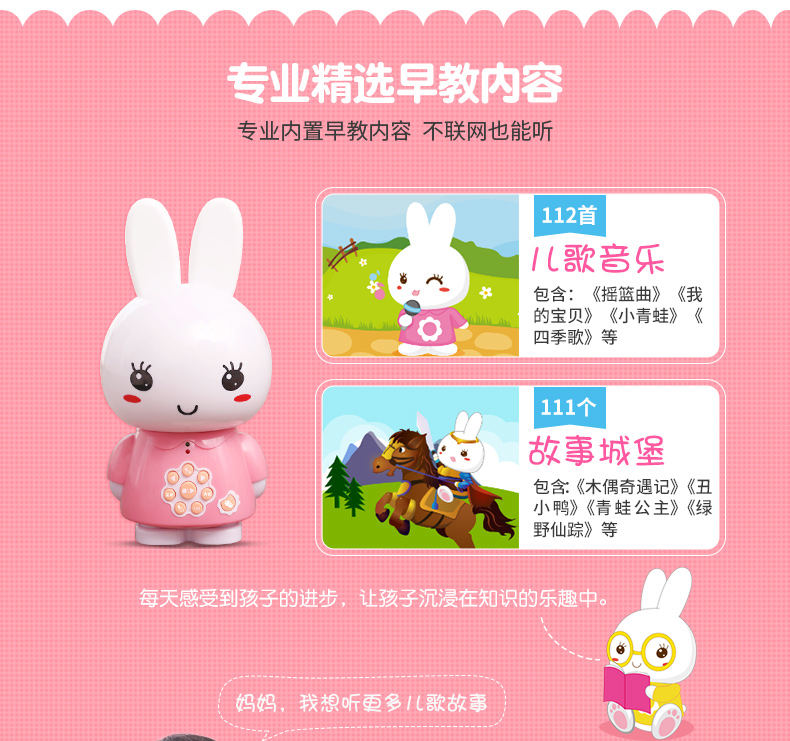 专业精选早教内容
专业内置早教内容 不联网也能听
112首
儿歌音乐
包含：《摇篮曲》《我
的宝贝》《小青蛙》《
四季歌》等
111个
故事城堡
包含:《木偶奇遇记》《丑
小鸭》《青蛙公主》《绿
野仙踪》等
每天感受到孩子的进步，让孩子沉浸在知识的乐趣中。
妈妈，我想听更多儿歌故事